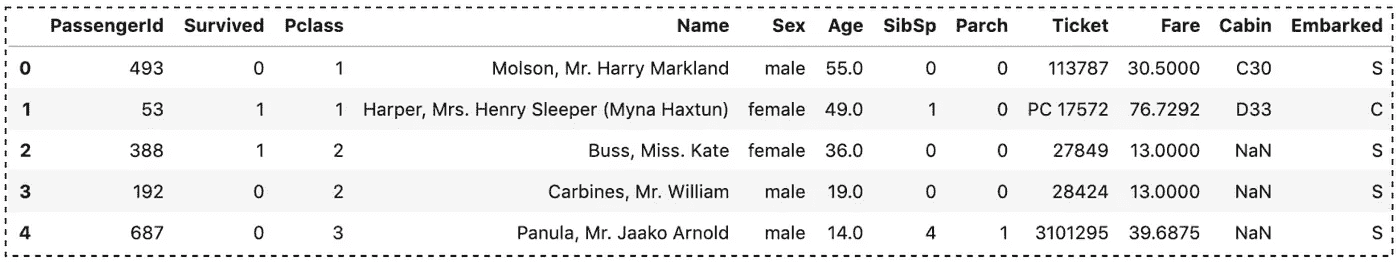 PassengerId Survived Pclass Name Sex Age SibSp Parch Ticket Fare Cabin Embarked
0 493 0 1 Molson, Mr. Harry Markland male 55.0 0 0 113787 30.5000 C30 S
1 53 1 1 Harper, Mrs. Henry Sleeper (Myna Haxtun) female 49.0 1 0 PC 17572 76.7292 D33 C
2 388 1 2 Buss, Miss. Kate female 36.0 0 0 27849 13.0000 NaN S
3 192 0 2 Carbines, Mr. William male 19.0 0 0 28424 13.0000 NaN S
4 687 0 3 Panula, Mr. Jaako Arnold male 14.0 4 1 3101295 39.6875 NaN S